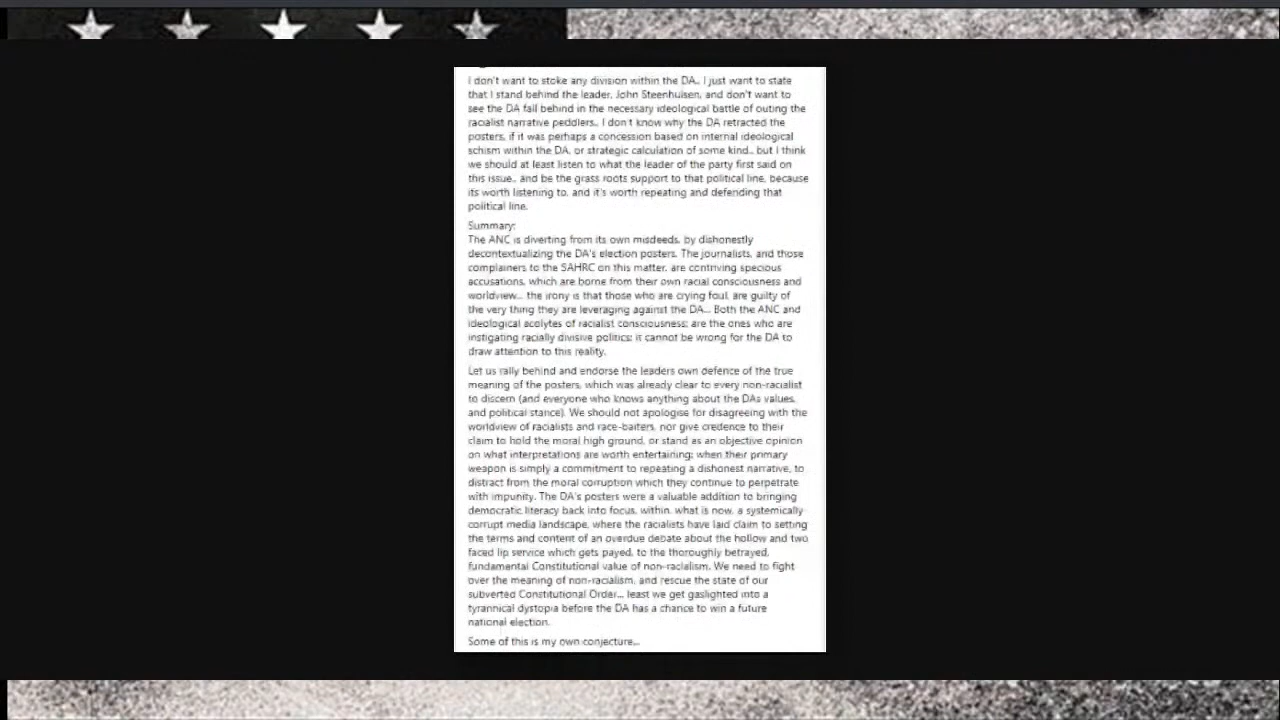 I don't want to stoke any division within the DA.. I just want to state
that I stand behind the leader, John Steenhuisen, and don't want to
see the DA fall behind in the necessary ideological battle of outing the
racialist narrative peddlers.. I don't know why the DA retracted the
posters, if it was perhaps a concession based on internal ideological
schism within the DA, or strategic calculation of some kind.. but I think
we should at least listen to what the leader of the party first said on
this issue.. and be the grass roots support to that political line, because
its worth listening to, and it's worth repeating and defending that
political line.
Summary:
The ANC is diverting from its own misdeeds, by dishonestly
decontextualizing the DA's election posters. The journalists, and those
complainers to the SAHRC on this matter, are contriving specious
accusations, which are borne from their own racial consciousness and
worldview... the irony is that those who are crying foul, are guilty of
the very thing they are leveraging against the DA... Both the ANC and
ideological acolytes of racialist consciousness; are the ones who are
instigating racially divisive politics; it cannot be wrong for the DA to
draw attention to this reality.
Let us rally behind and endorse the leaders own defence of the true
meaning of the posters, which was already clear to every non-racialist
to discern (and everyone who knows anything about the DAs values,
and political stance). We should not apologise for disagreeing with the
worldview of racialists and race-baiters, nor give credence to their
claim to hold the moral high ground, or stand as an objective opinion
on what interpretations are worth entertaining; when their primary
weapon is simply a commitment to repeating a dishonest narrative, to
distract from the moral corruption which they continue to perpetrate
with impunity. The DA's posters were a valuable addition to bringing
democratic literacy back into focus, within, what is now, a systemically
corrupt media landscape, where the racialists have laid claim to setting
the terms and content of an overdue debate about the hollow and two
faced lip service which gets payed, to the thoroughly betrayed,
fundamental Constitutional value of non-racialism. We need to fight
over the meaning of non-racialism, and rescue the state of our
subverted Constitutional Order... least we get gaslighted into a
tyrannical dystopia before the DA has a chance to win a future
national election.
Some of this is my own conjecture...